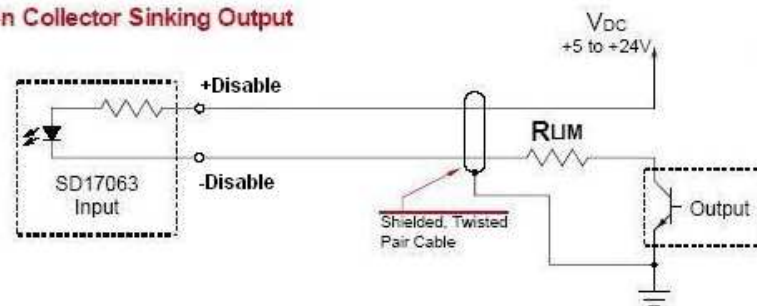 n Collector Sinking Output
VDC
+5 to +24V
+Disable
RLIM
-Disable
SD17063
Input
Output
Shielded, Twisted
Pair Cable